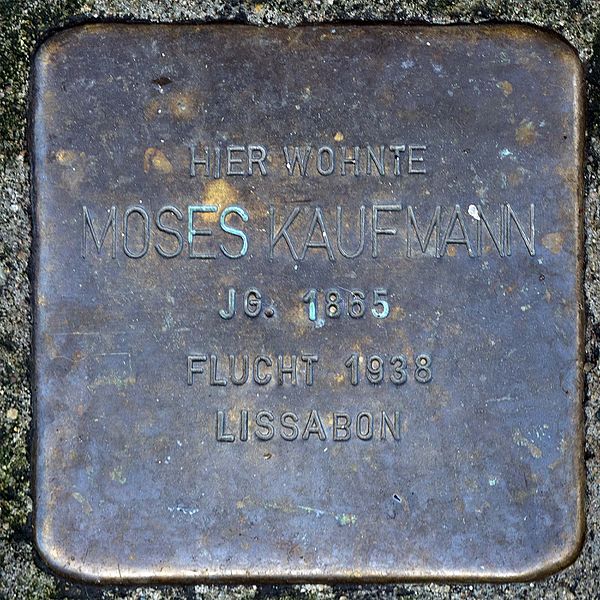 HIER WOHNTE
MOSES KAUFMANN
JG. 1865
FLUCHT 1938
LISSABON